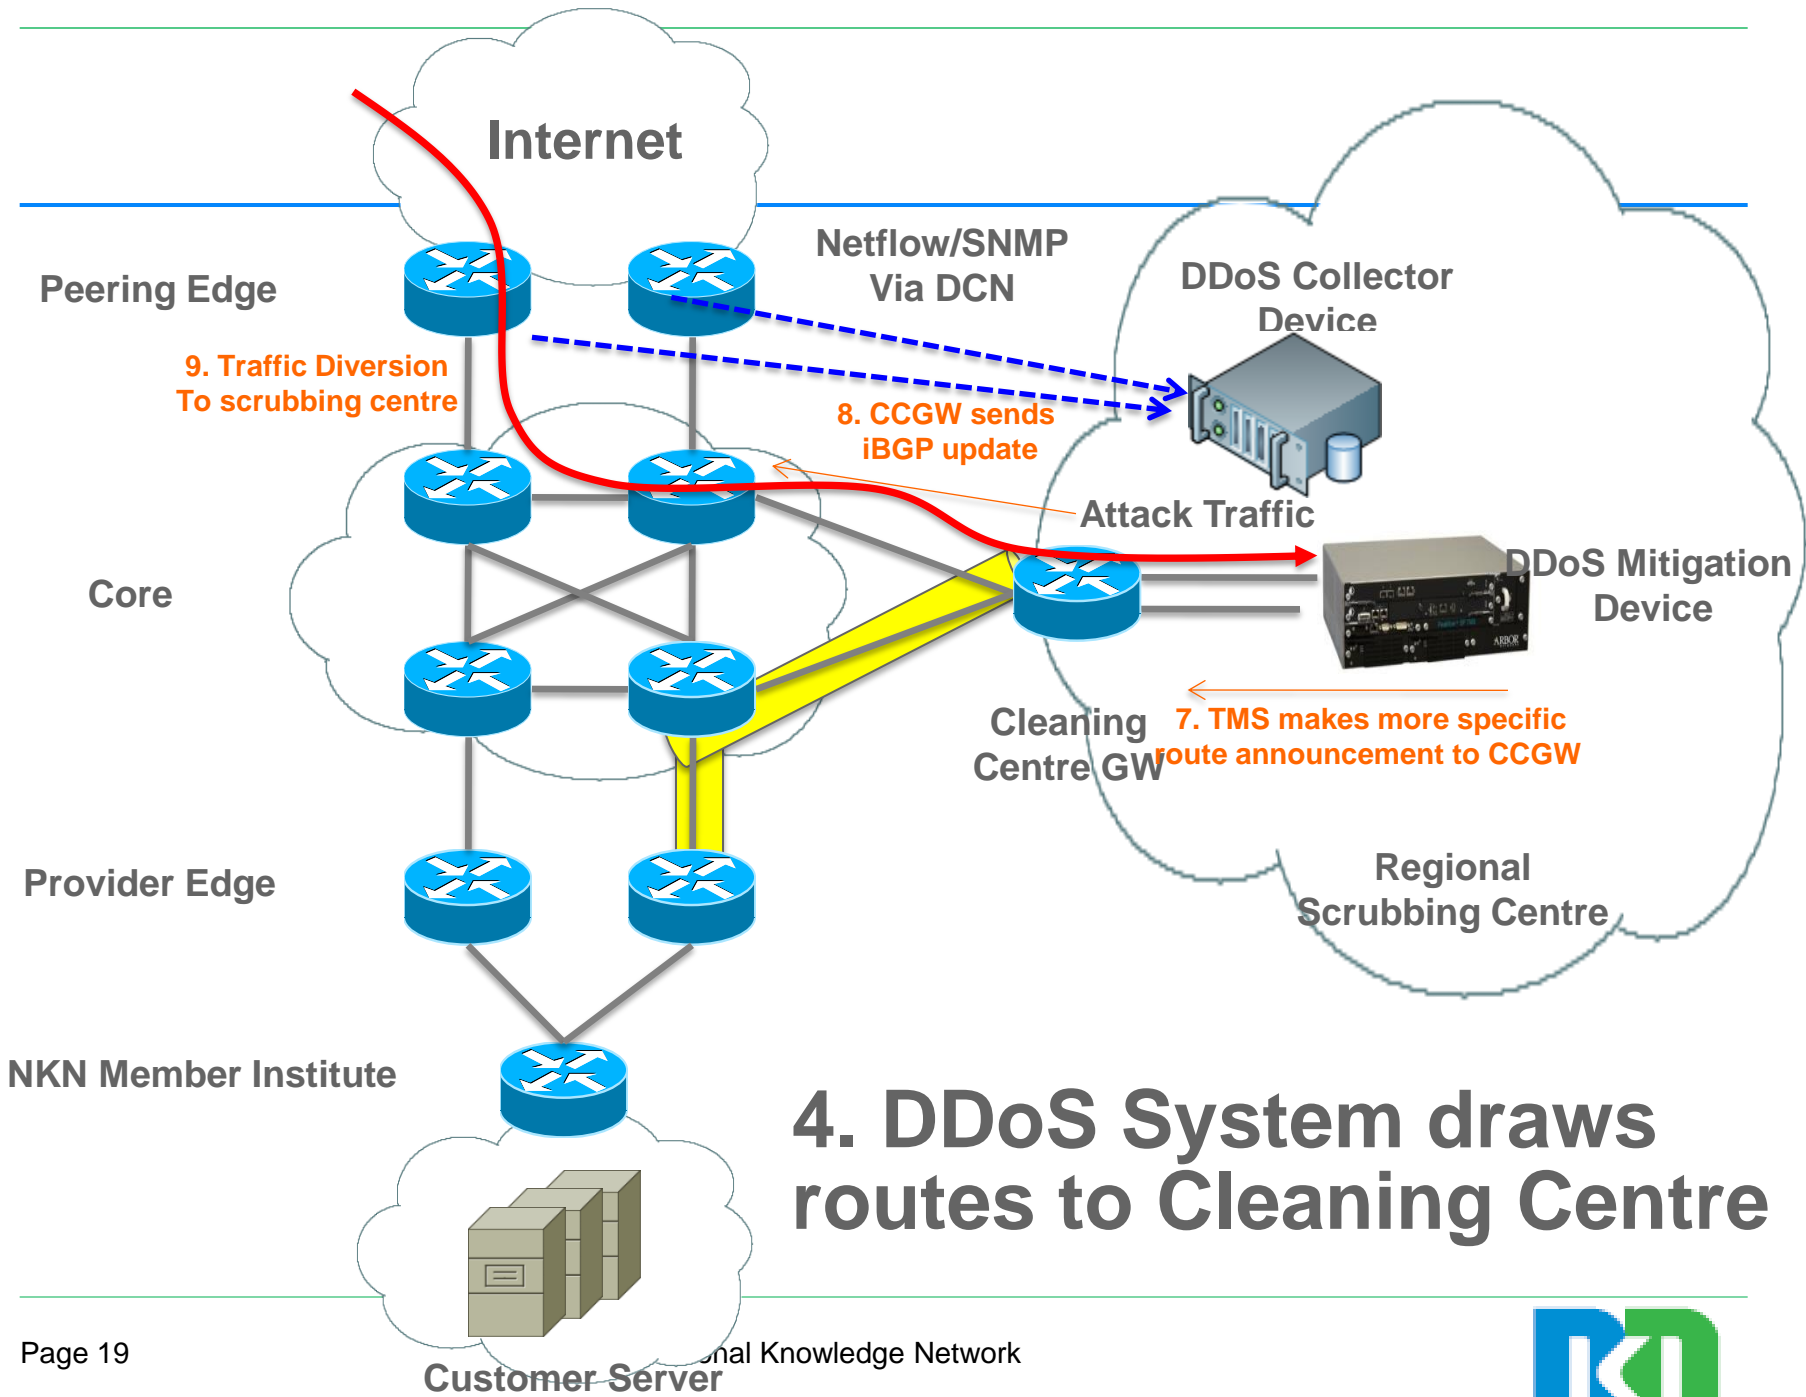 Internet
Netflow/SNMP
Via DCN
Peering Edge
DDoS Collector
Device
9. Traffic Diversion
To scrubbing centre
8. CCGW sends
iBGP update
Attack Traffic
Core
DDoS Mitigation
Device
ARBOR
Cleaning
Centre GW
7. TMS makes more specific
route announcement to CCGW
Provider Edge
Regional
Scrubbing Centre
NKN Member Institute
4. DDoS System draws
routes to Cleaning Centre
Page 19
Knowledge Network
Customer Server